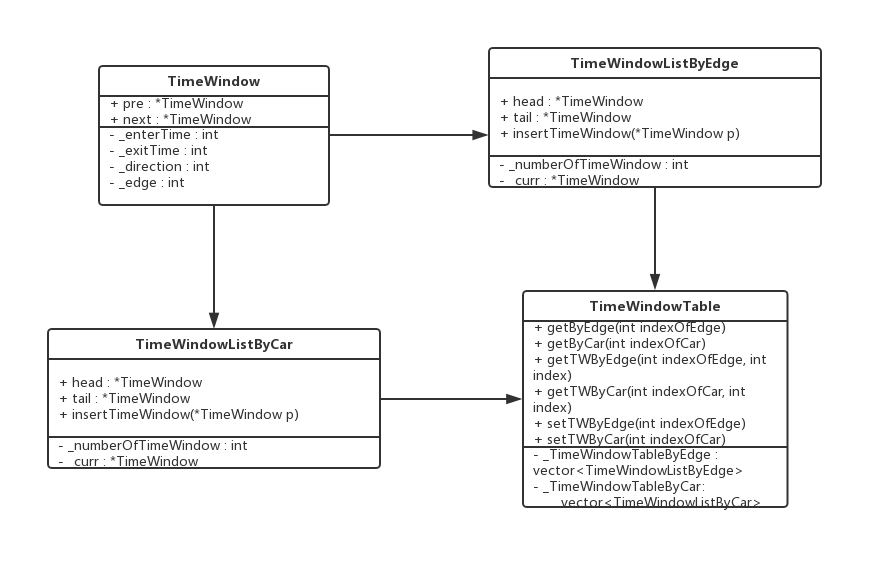 TimeWindow
+ pre : *TimeWindow
+ next : *TimeWindow
- _enterTime : int
- _exitTime : int
- _direction : int
- _edge : int
TimeWindowListByEdge
+ head : *TimeWindow
+ tail : *TimeWindow
+ insertTimeWindow(*TimeWindow p)
- _numberOfTimeWindow : int
- _curr : *TimeWindow
TimeWindowListByCar
+ head : *TimeWindow
+ tail : *TimeWindow
+ insertTimeWindow(*TimeWindow p)
- _numberOfTimeWindow : int
- _curr : *TimeWindow
TimeWindowTable
+ getByEdge(int indexOfEdge)
+ getByCar(int indexOfCar)
+ getTWByEdge(int indexOfEdge, int
index)
+ getTWByCar(int indexOfCar, int
index)
+ setTWByEdge(int indexOfEdge)
+ setTWByCar(int indexOfCar)
- _TimeWindowTableByEdge :
vector<TimeWindowListByEdge>
- _TimeWindowTableByCar:
vector<TimeWindowListByCar>